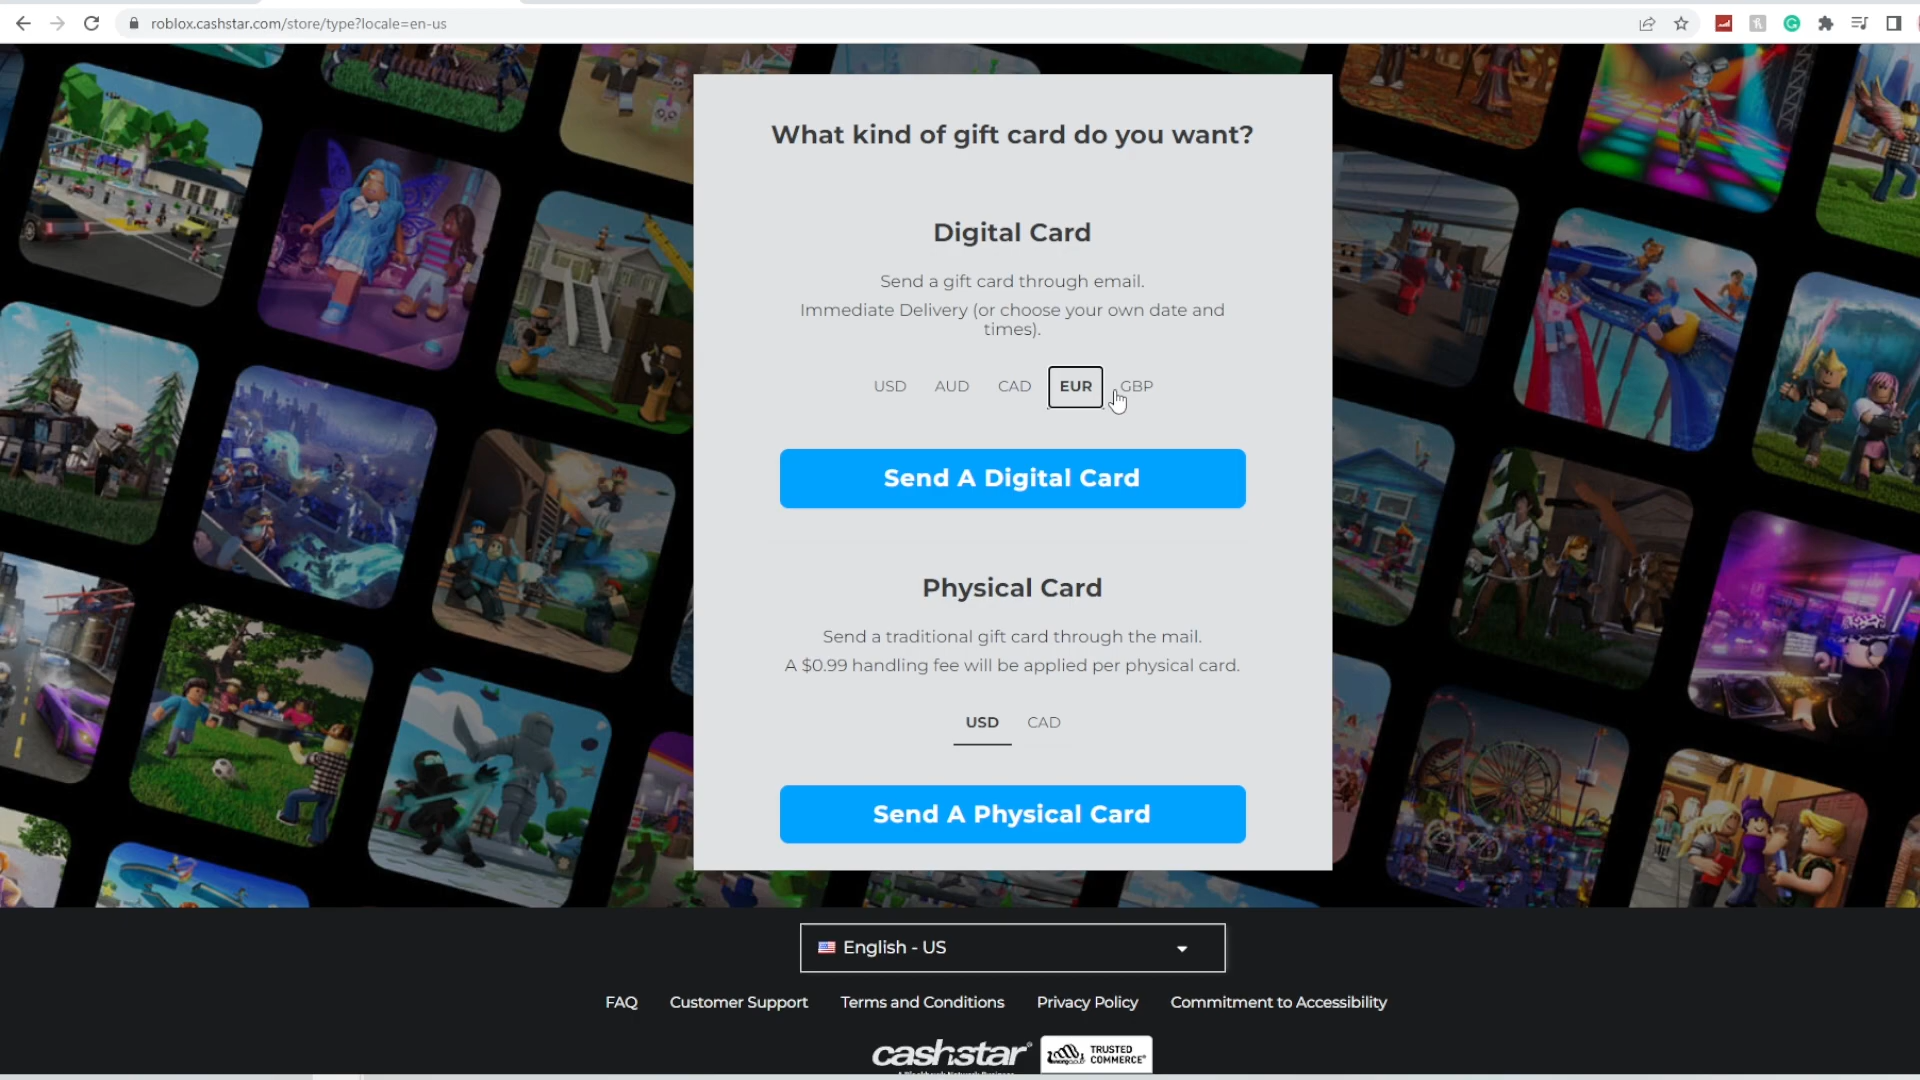 roblox.cashstar.com/store/type?locale=en-us
What kind of gift card do you want?
Digital Card
Send a gift card through email.
Immediate Delivery (or choose your own date and
times).
USD AUD CAD EUR GBP
Send A Digital Card
Physical Card
Send a traditional gift card through the mail.
A $0.99 handling fee will be applied per physical card.
USD CAD
Send A Physical Card
English - US
FAQ Customer Support Terms and Conditions Privacy Policy Commitment to Accessibility
cashstar
TRUSTED
COMMERCE